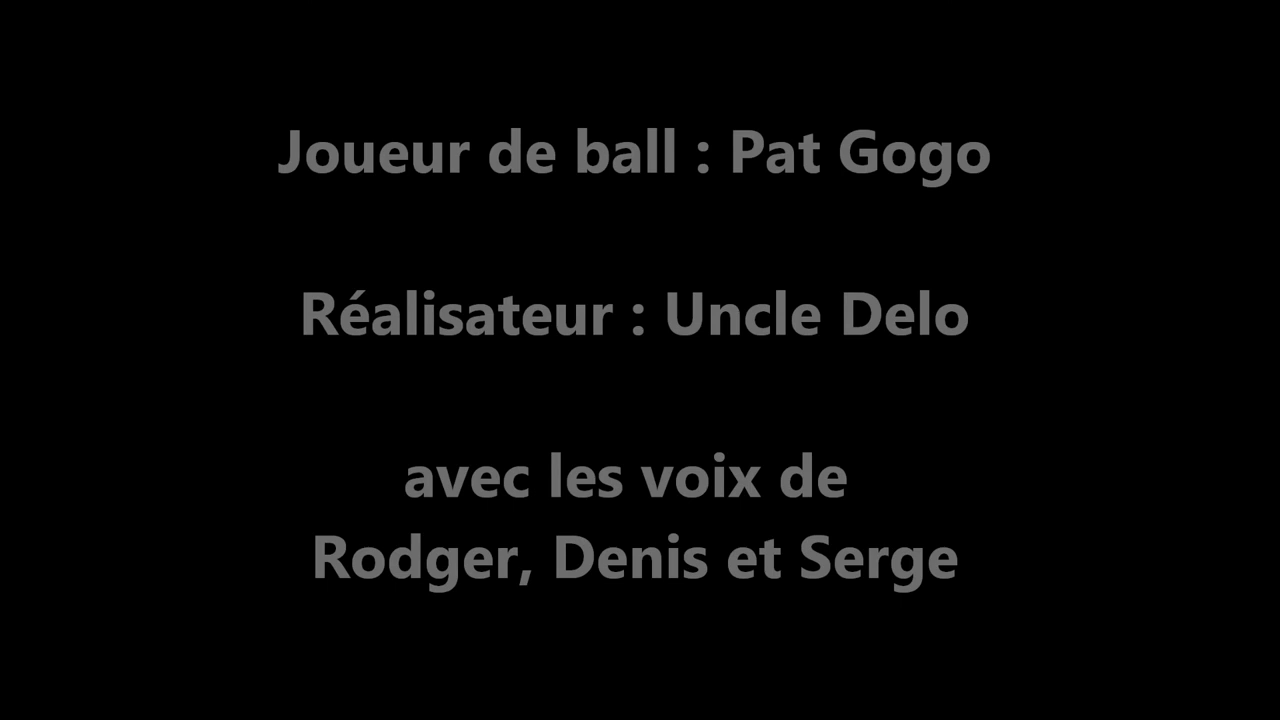 Joueur de ball : Pat Gogo
Réalisateur : Uncle Delo
avec les voix de
Rodger, Denis et Serge